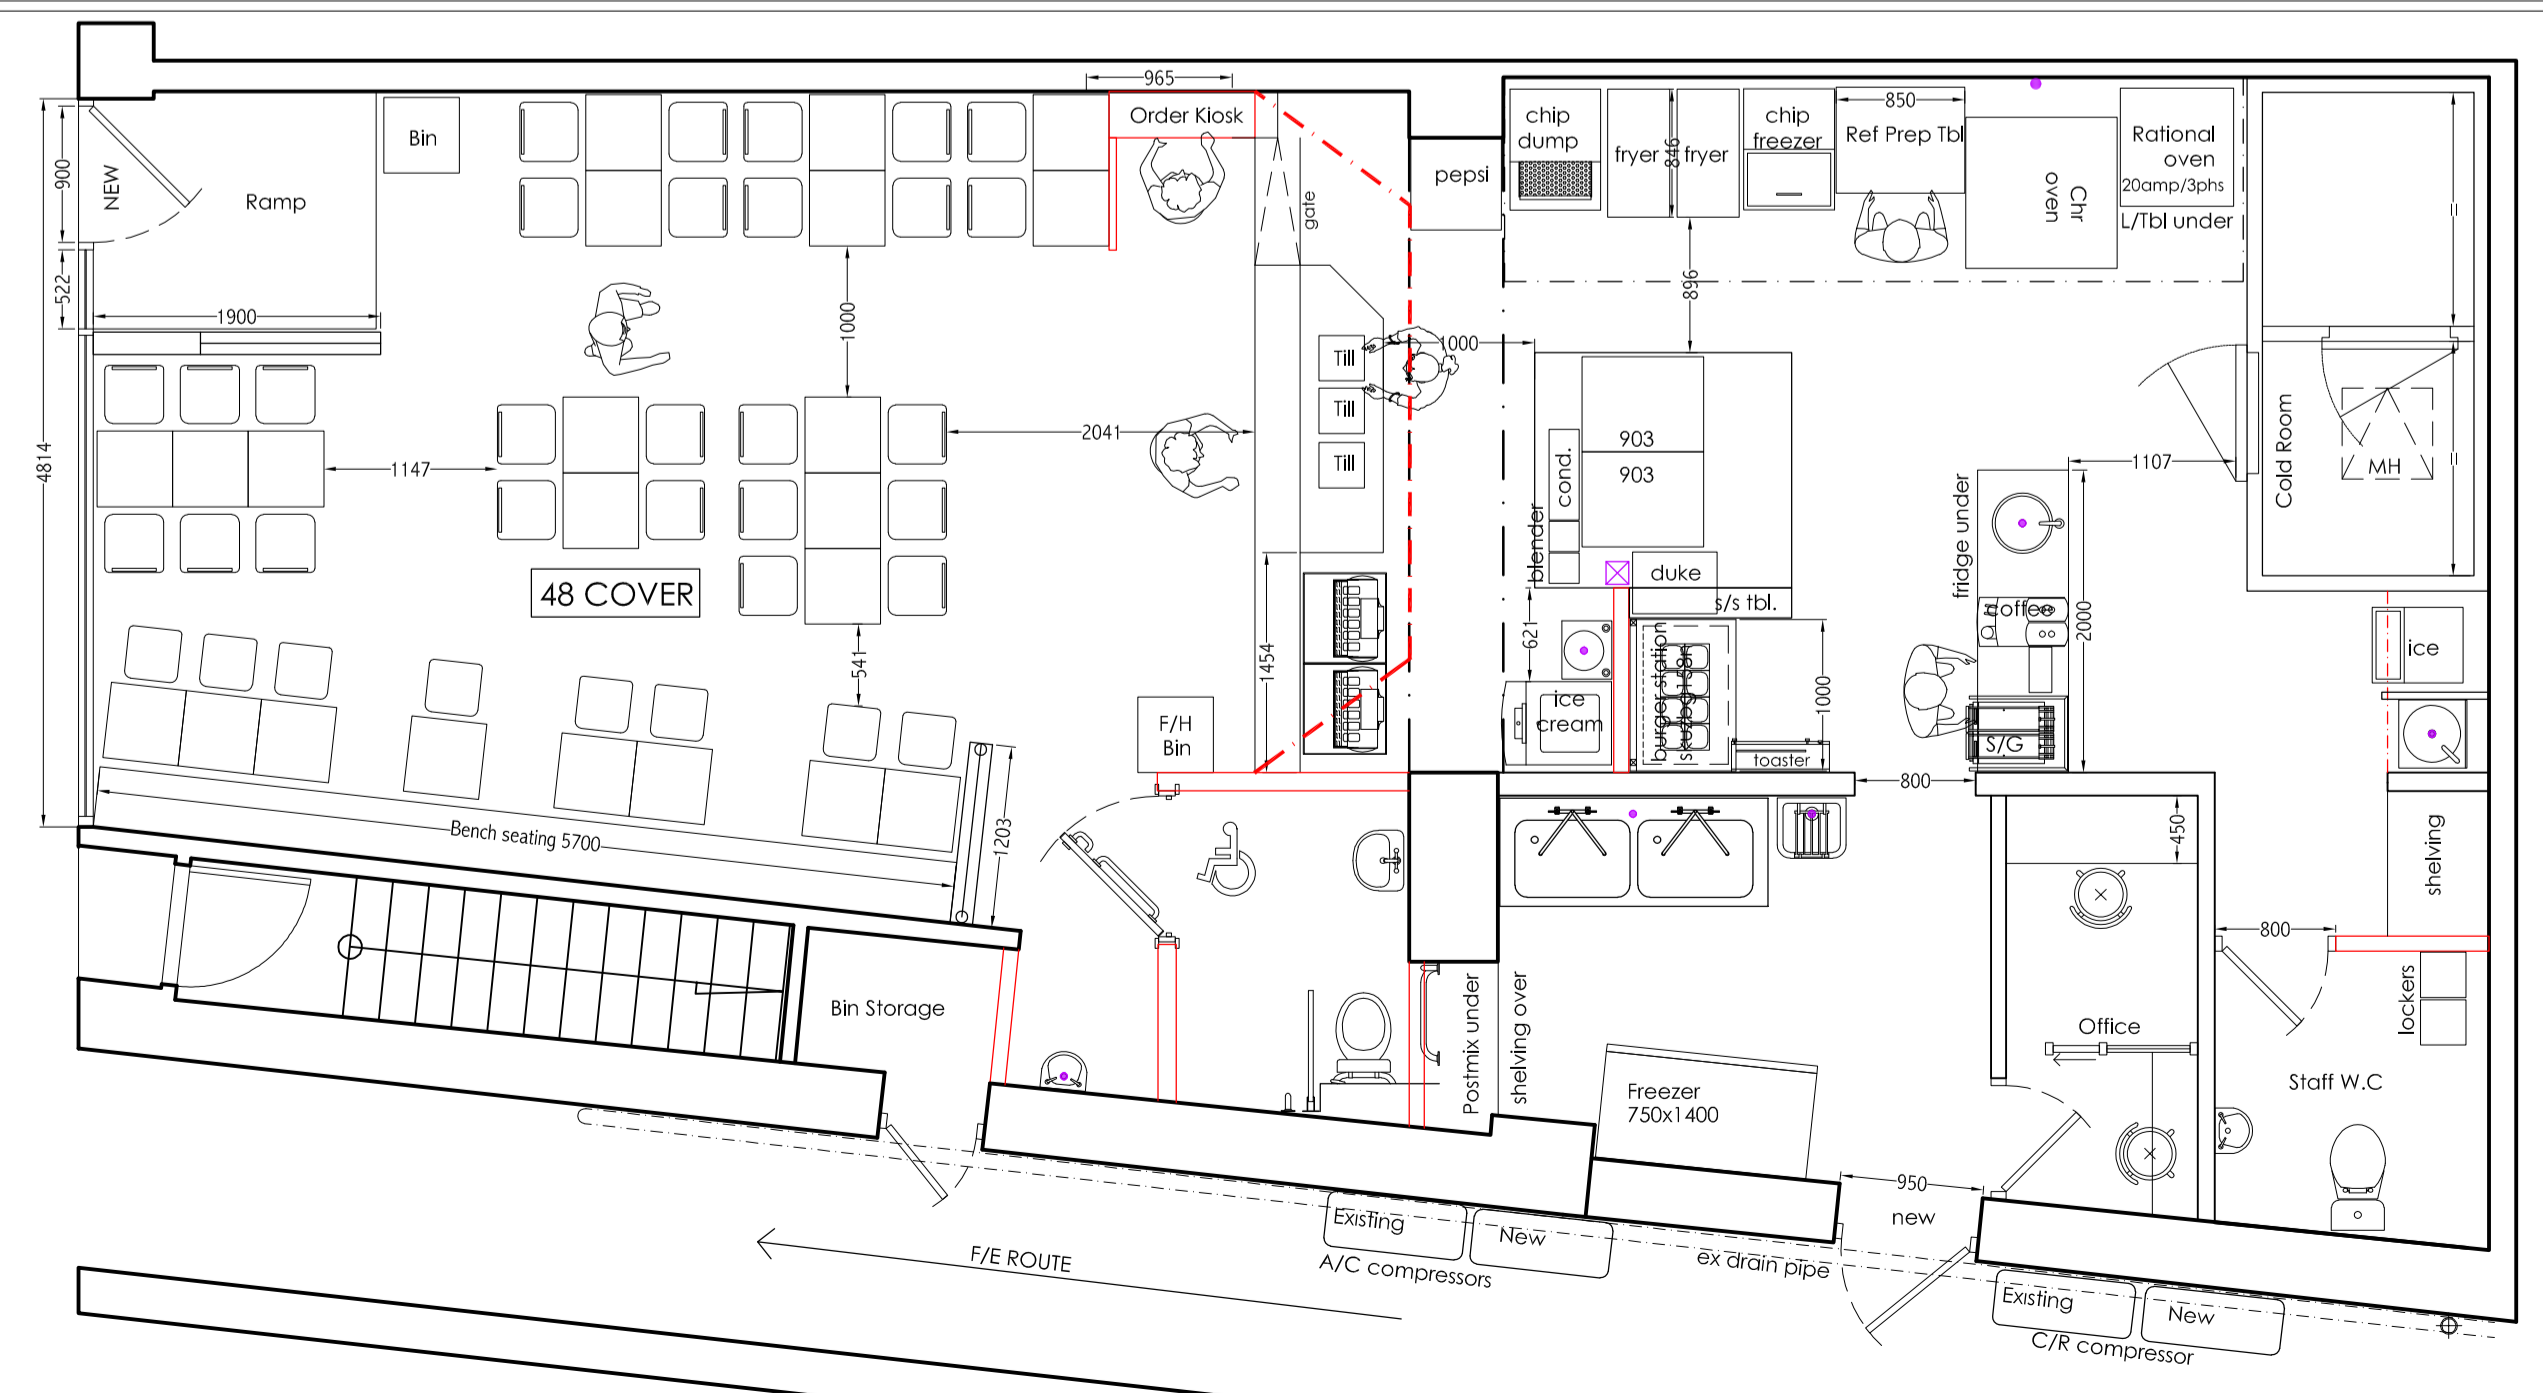 965
Order Kiosk
Bin
NEW
Ramp
900
522
1900
4814
1000
gate
pepsi
chip
dump
fryer
846
fryer
chip
freezer
850
Ref Prep Tbl
Chr
oven
Rational
oven
20amp/3phs
L/Tbl under
896
1000
Till
Till
Till
2041
1147
48 COVER
541
1454
903
903
cond.
blender
duke
s/s tbl.
621
ice
cream
burger station
1000
toaster
fridge under
coffee
2000
S/G
1107
Cold Room
MH
=
=
ice
F/H
Bin
1203
Bench seating 5700
800
450
shelving
800
lockers
Office
Staff W.C
Bin Storage
Postmix under
shelving over
Freezer
750x1400
950
new
Existing
New
A/C compressors
ex drain pipe
F/E ROUTE
Existing
New
C/R compressor